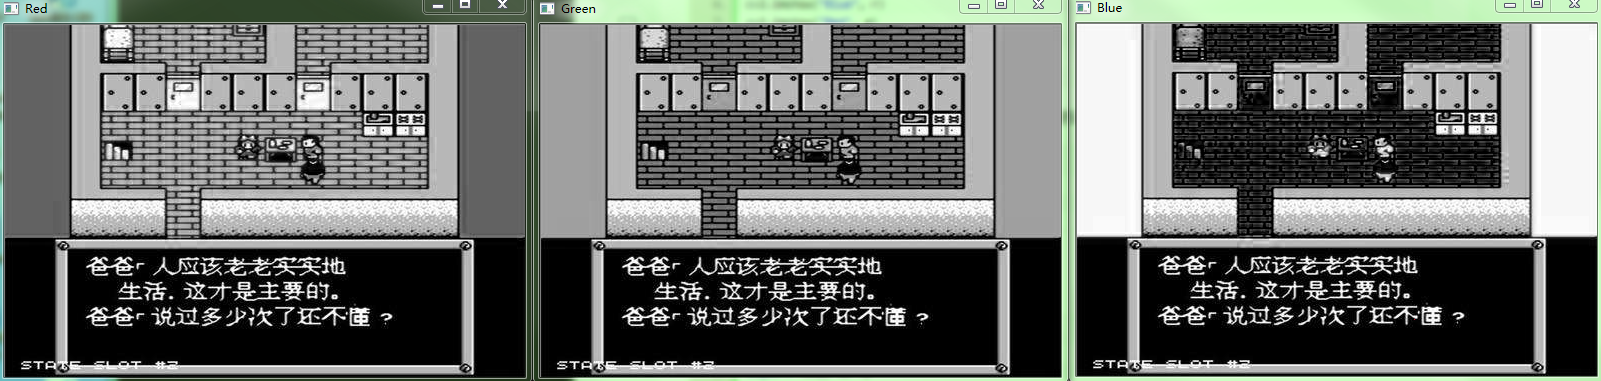 Red
爸爸「人应该老老实实地
生活.这才是主要的。
爸爸「说过多少次了还不懂?
STATE SLOT #2
Green
爸爸「人应该老老实实地
生活.这才是主要的。
爸爸「说过多少次了还不懂?
STATE SLOT #2
Blue
爸爸「人应该老老实实地
生活.这才是主要的。
爸爸「说过多少次了还不懂?
STATE SLOT #2